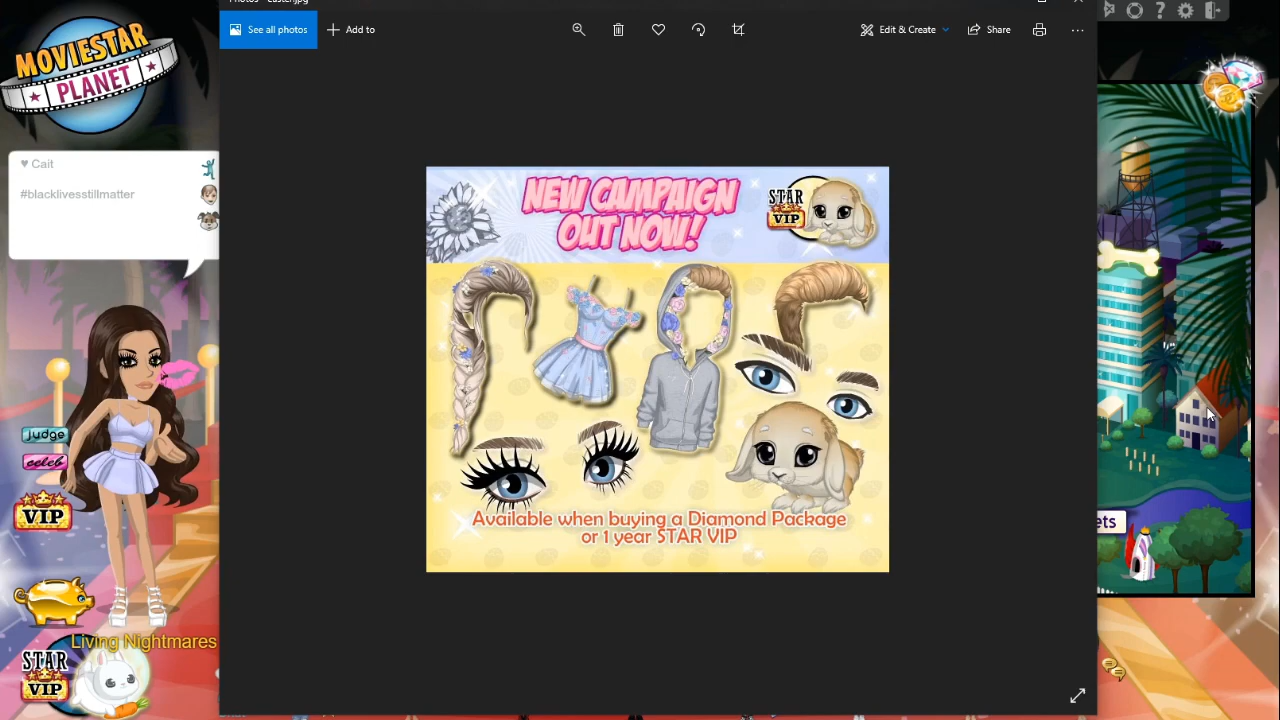 MOVIESTAR
PLANET
See all photos
Add to
Edit & Create
Share
♥ Cait
#blacklivesstillmatter
judge
celeb
VIP
Living Nightmares
STAR
VIP
NEW CAMPAIGN
OUT NOW!
STAR
VIP
Available when buying a Diamond Package
or 1 year STAR VIP
ets